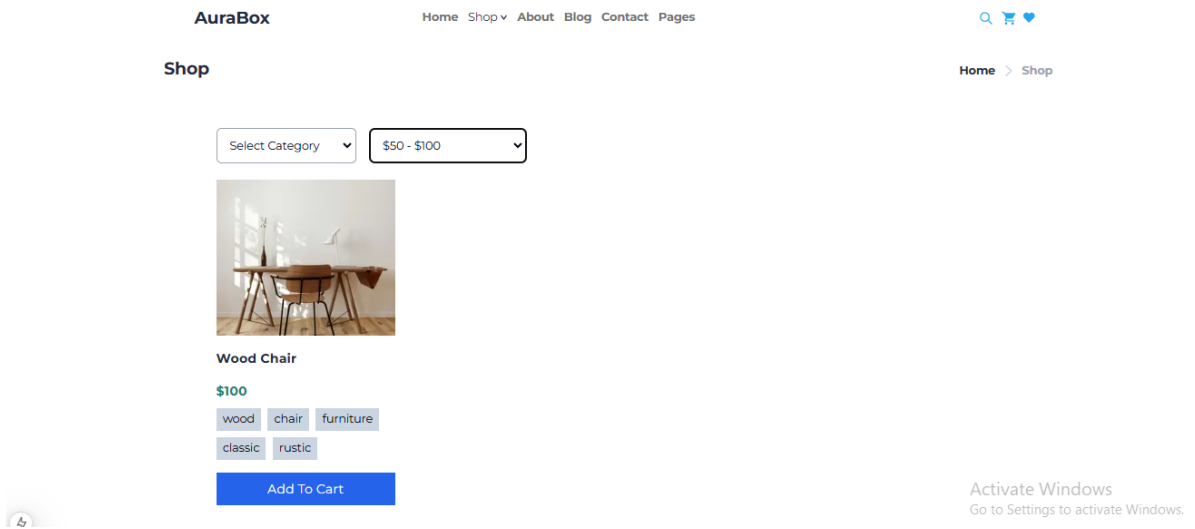 AuraBox Home Shop About Blog Contact Pages
Shop Home Shop
Select Category $50 - $100
Wood Chair
$100
wood chair furniture
classic rustic
Add To Cart
Activate Windows
Go to Settings to activate Windows.